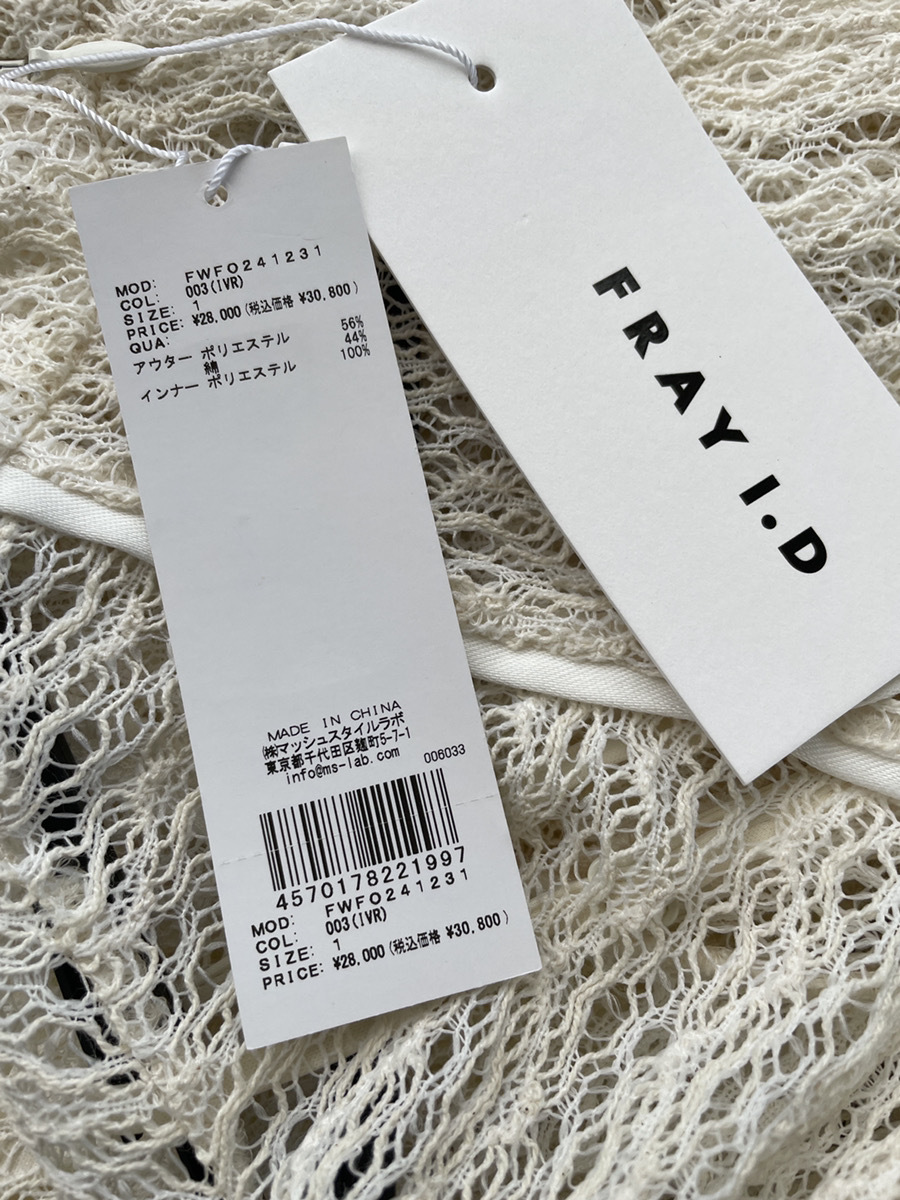 MOD: FWFO241231
COL: 003(IVR)
SIZE: 1
PRICE: ¥28,000(税込価格 ¥30,800)
QUA:
アウター ポリエステル 56%
綿 44%
インナー ポリエステル 100%
MADE IN CHINA
(株)マッシュスタイルラボ
東京都千代田区麹町5-7-1
info@ms-lab.com 006033
4570178221997
MOD: FWFO241231
COL: 003(IVR)
SIZE: 1
PRICE: ¥28,000(税込価格 ¥30,800)
FRAY I.D